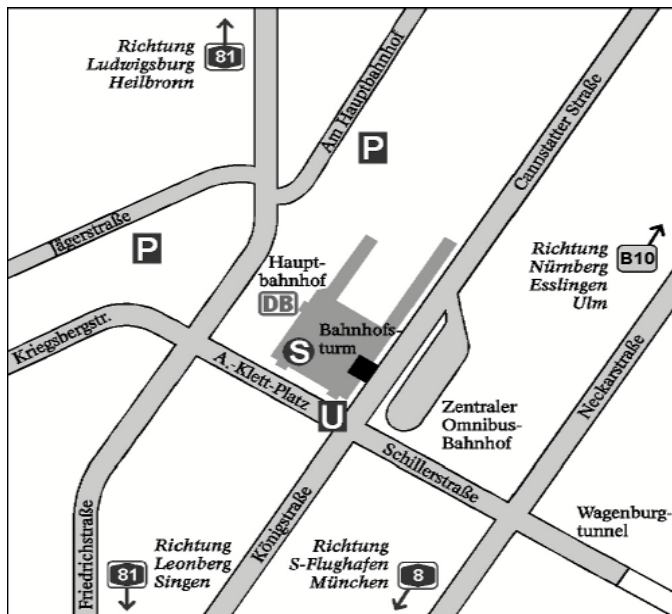 Richtung
Ludwigsburg
Heilbronn
81
Am Hauptbahnhof
P
Cannstatter Straße
Jägerstraße
P
Haupt-
bahnhof
DB
Richtung
Nürnberg
Esslingen
Ulm
B10
Kriegsbergstr.
Bahnhofs-
turm
S
A.-Klett-Platz
U
Zentraler
Omnibus-
Bahnhof
Neckarstraße
Schillerstraße
Friedrichstraße
Königstraße
Wagenburg-
tunnel
81
Richtung
Leonberg
Singen
Richtung
S-Flughafen
München
8